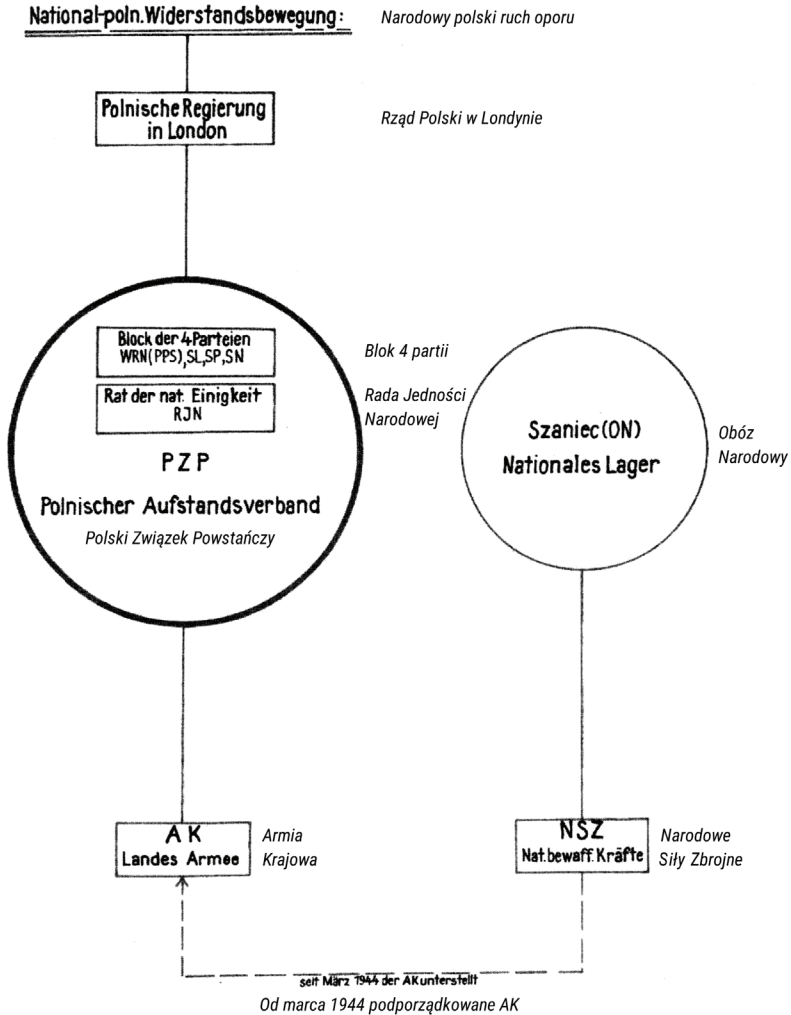 National-poln. Widerstandsbewegung:
Narodowy polski ruch oporu
Polnische Regierung
in London
Rząd Polski w Londynie
Block der 4 Parteien
WRN (PPS), SL, SP, SN
Blok 4 partii
Rat der nat. Einigkeit
RJN
Rada Jedności
Narodowej
PZP
Polnischer Aufstandsverband
Polski Związek Powstańczy
Szaniec (ON)
Nationales Lager
Obóz
Narodowy
AK
Landes Armee
Armia
Krajowa
NSZ
Nat. bewaff. Kräfte
Narodowe
Siły Zbrojne
seit März 1944 der AK unterstellt
Od marca 1944 podporządkowane AK